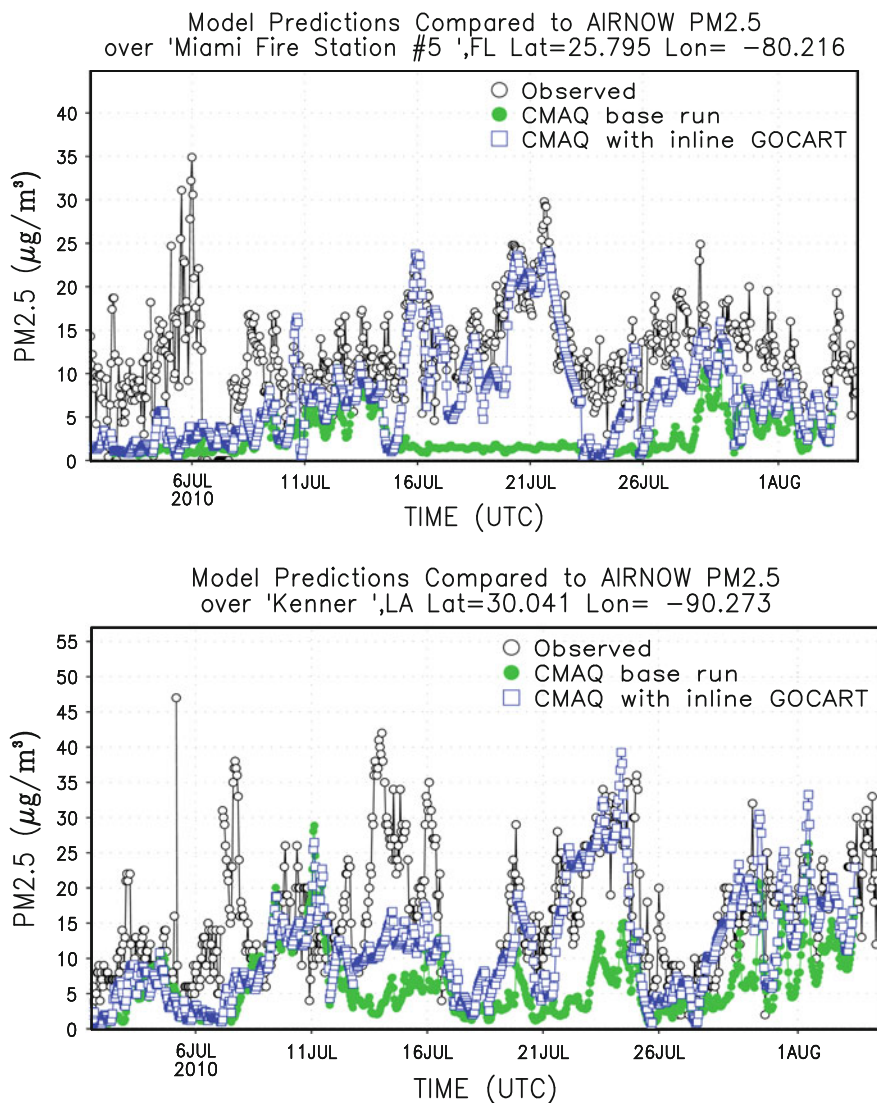 Model Predictions Compared to AIRNOW PM2.5
over 'Miami Fire Station #5 ',FL Lat=25.795 Lon= −80.216
Observed
CMAQ base run
CMAQ with inline GOCART
PM2.5 (μg/m³)
40
35
30
25
20
15
10
5
0
6JUL 11JUL 16JUL 21JUL 26JUL 1AUG
2010
TIME (UTC)
Model Predictions Compared to AIRNOW PM2.5
over 'Kenner ',LA Lat=30.041 Lon= −90.273
Observed
CMAQ base run
CMAQ with inline GOCART
PM2.5 (μg/m³)
55
50
45
40
35
30
25
20
15
10
5
0
6JUL 11JUL 16JUL 21JUL 26JUL 1AUG
2010
TIME (UTC)